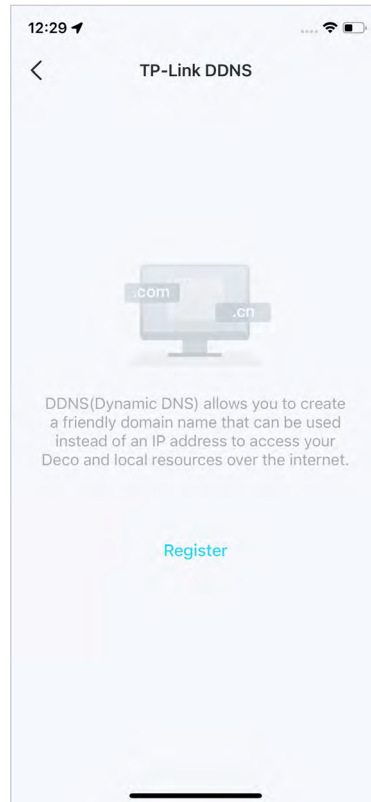 12:29
TP-Link DDNS
.com
.cn
DDNS(Dynamic DNS) allows you to create
a friendly domain name that can be used
instead of an IP address to access your
Deco and local resources over the internet.
Register